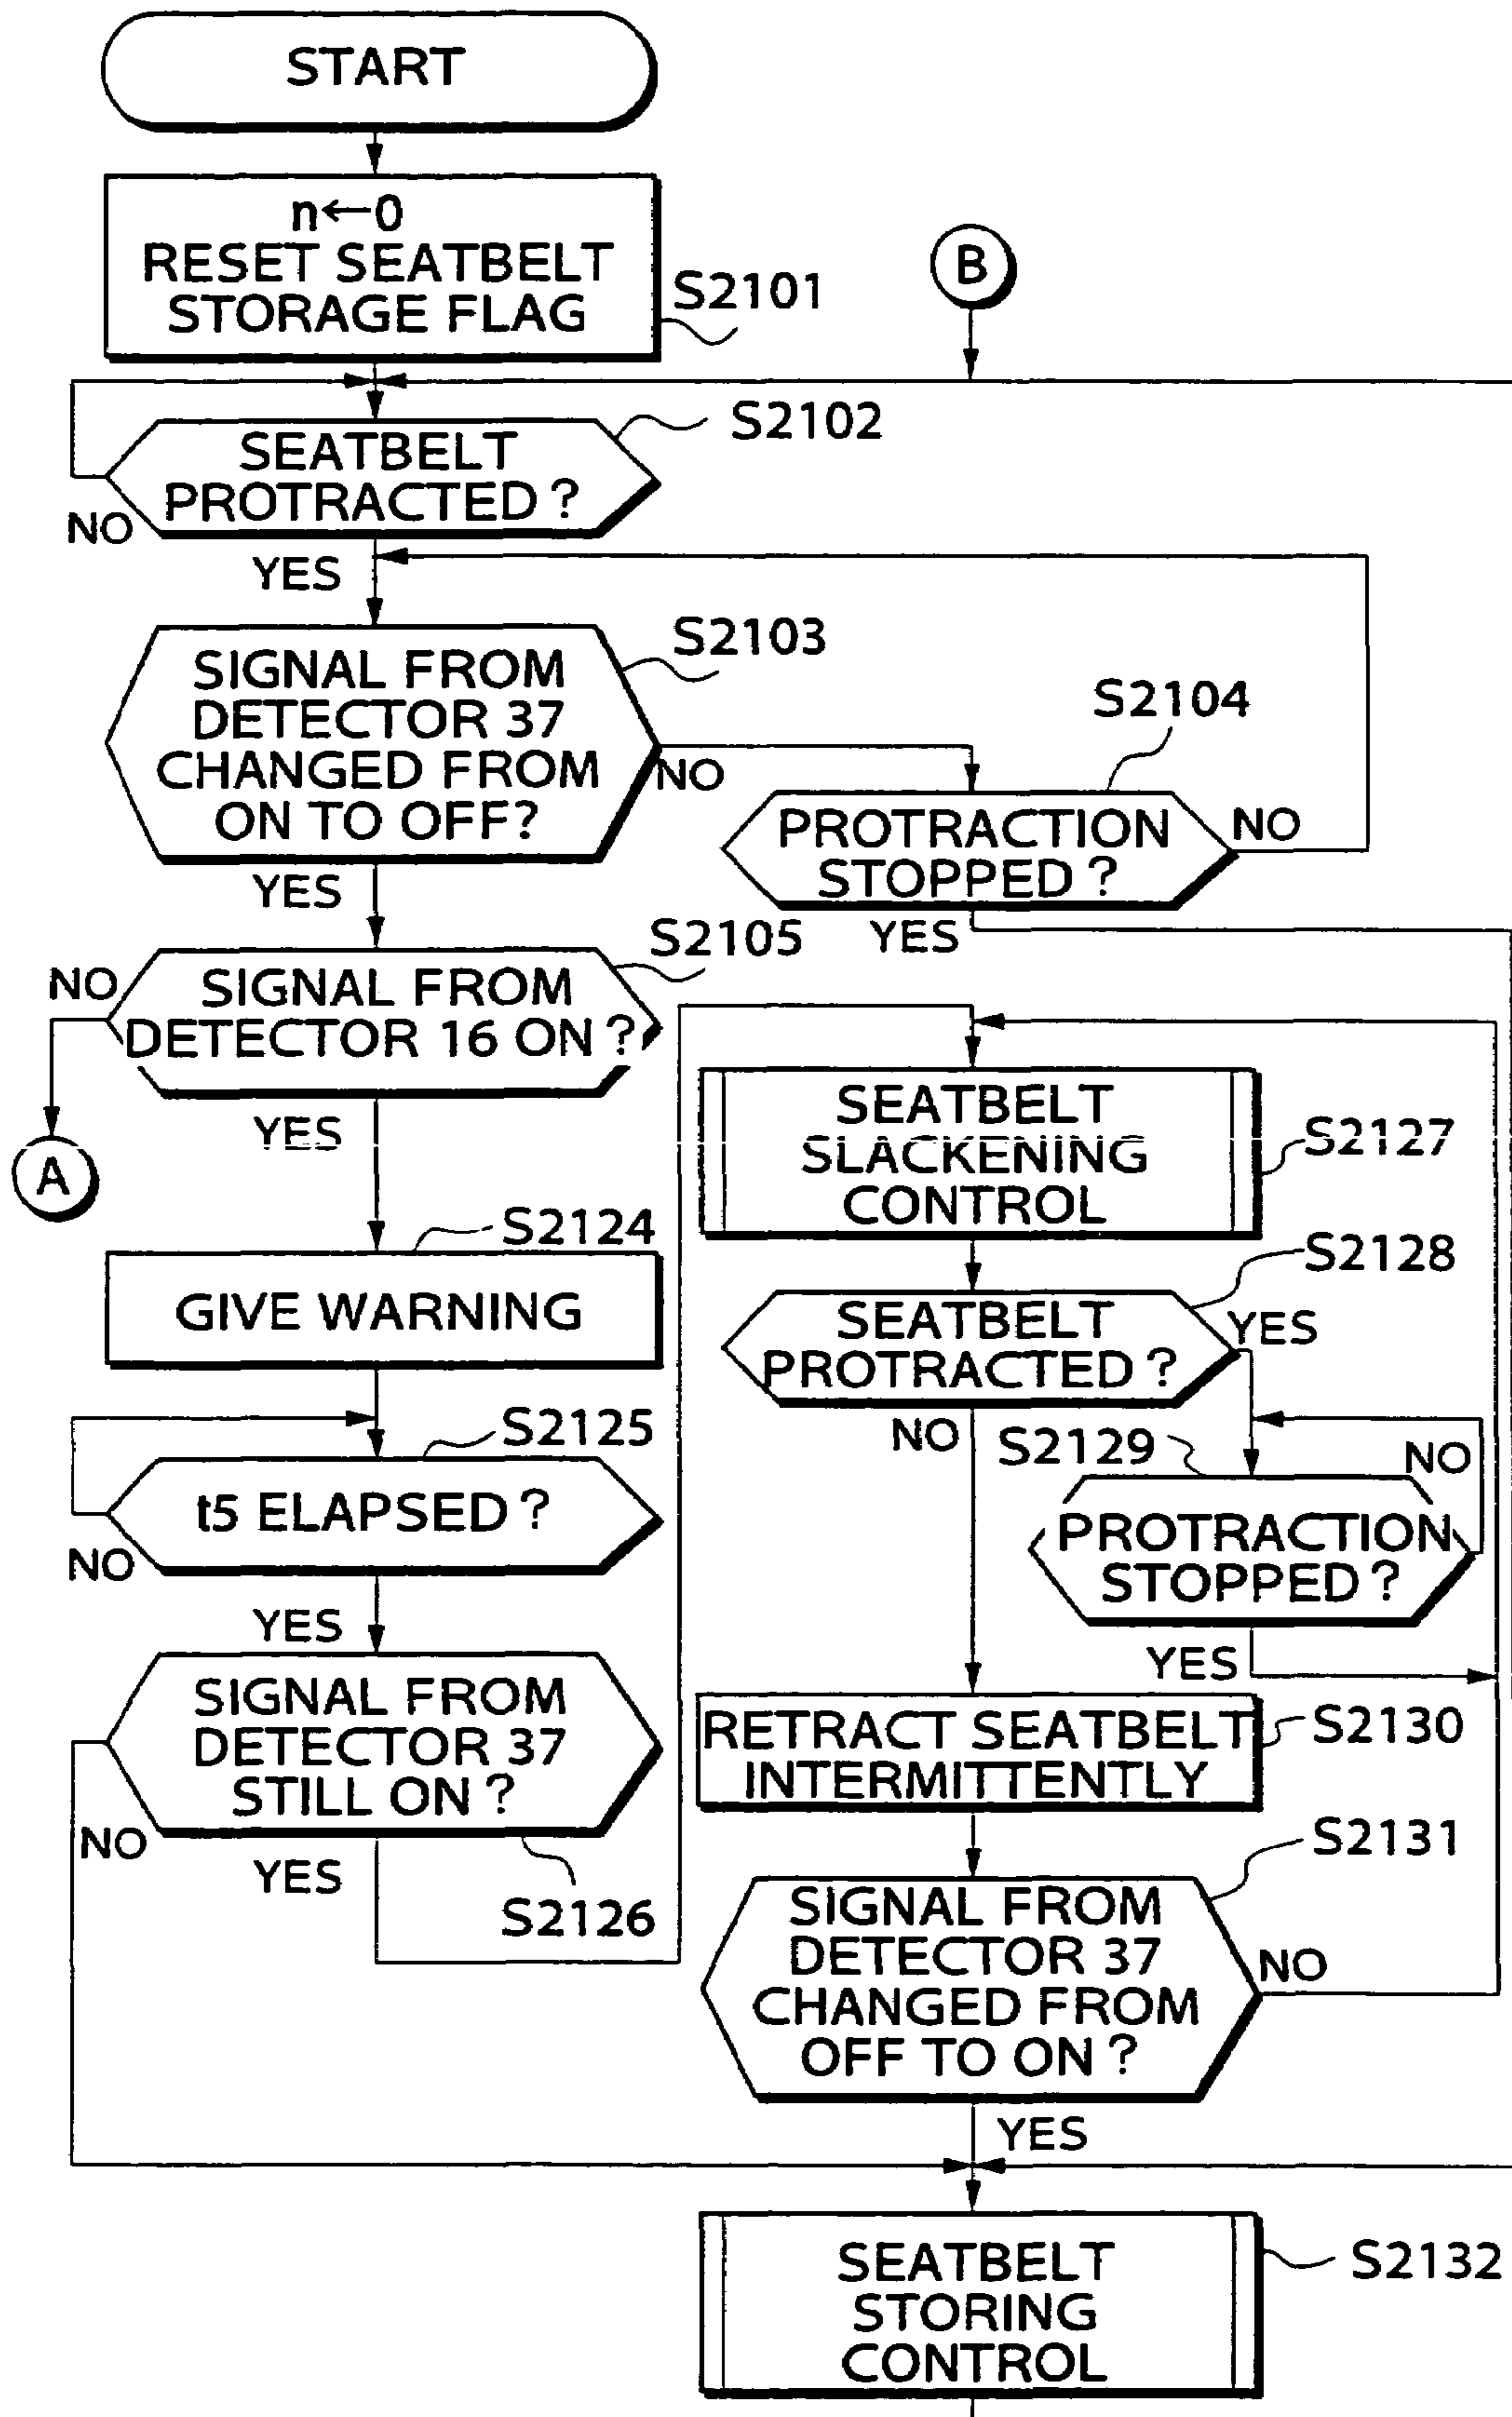 START
n←0
RESET SEATBELT
STORAGE FLAG
S2101
B
S2102
SEATBELT
PROTRACTED ?
NO
YES
S2103
SIGNAL FROM
DETECTOR 37
CHANGED FROM
ON TO OFF?
NO
YES
S2104
PROTRACTION
STOPPED ?
NO
YES
S2105
SIGNAL FROM
DETECTOR 16 ON ?
NO
YES
A
S2124
GIVE WARNING
S2125
t5 ELAPSED ?
NO
YES
SIGNAL FROM
DETECTOR 37
STILL ON ?
NO
YES
S2126
SEATBELT
SLACKENING
CONTROL
S2127
S2128
SEATBELT
PROTRACTED ?
YES
NO
S2129
NO
PROTRACTION
STOPPED ?
YES
RETRACT SEATBELT
INTERMITTENTLY
S2130
S2131
SIGNAL FROM
DETECTOR 37
CHANGED FROM
OFF TO ON ?
NO
YES
SEATBELT
STORING
CONTROL
S2132